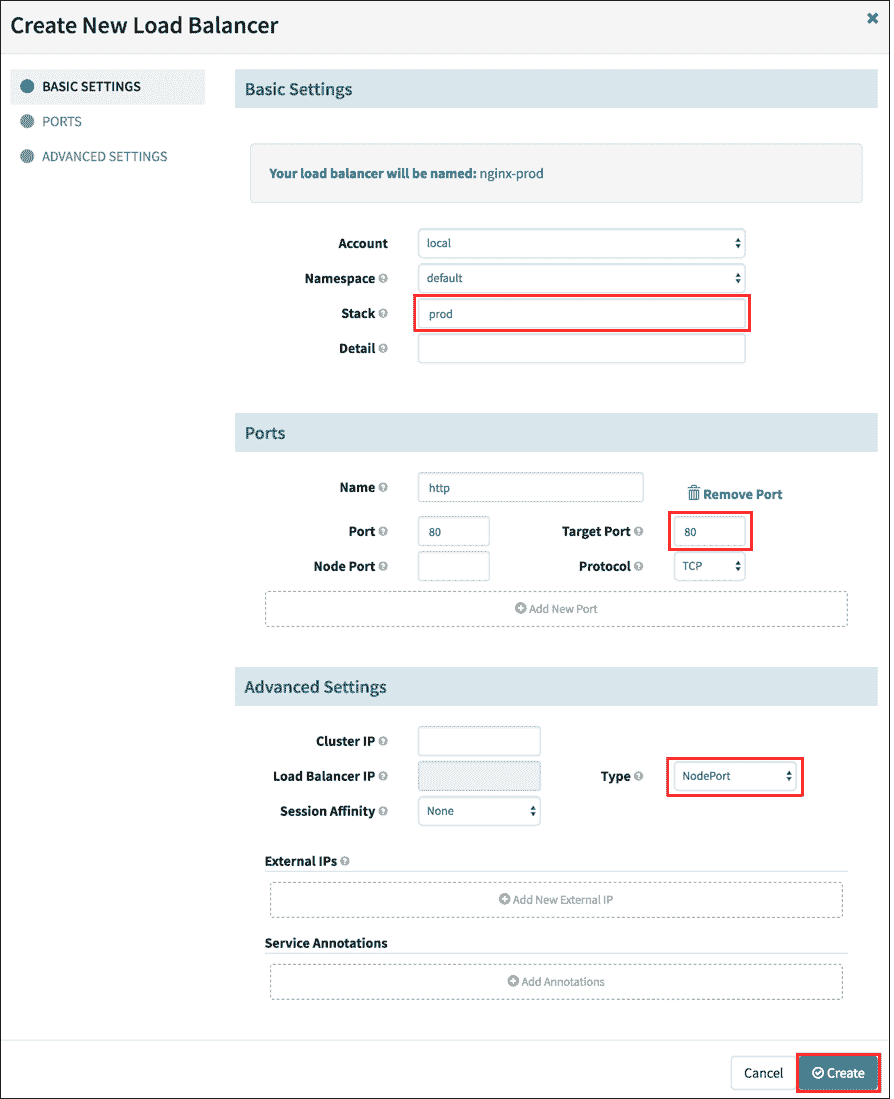 Create New Load Balancer
BASIC SETTINGS
PORTS
ADVANCED SETTINGS
Basic Settings
Your load balancer will be named: nginx-prod
Account local
Namespace default
Stack prod
Detail
Ports
Name http Remove Port
Port 80 Target Port 80
Node Port Protocol TCP
Add New Port
Advanced Settings
Cluster IP
Load Balancer IP Type NodePort
Session Affinity None
External IPs
Add New External IP
Service Annotations
Add Annotations
Cancel Create